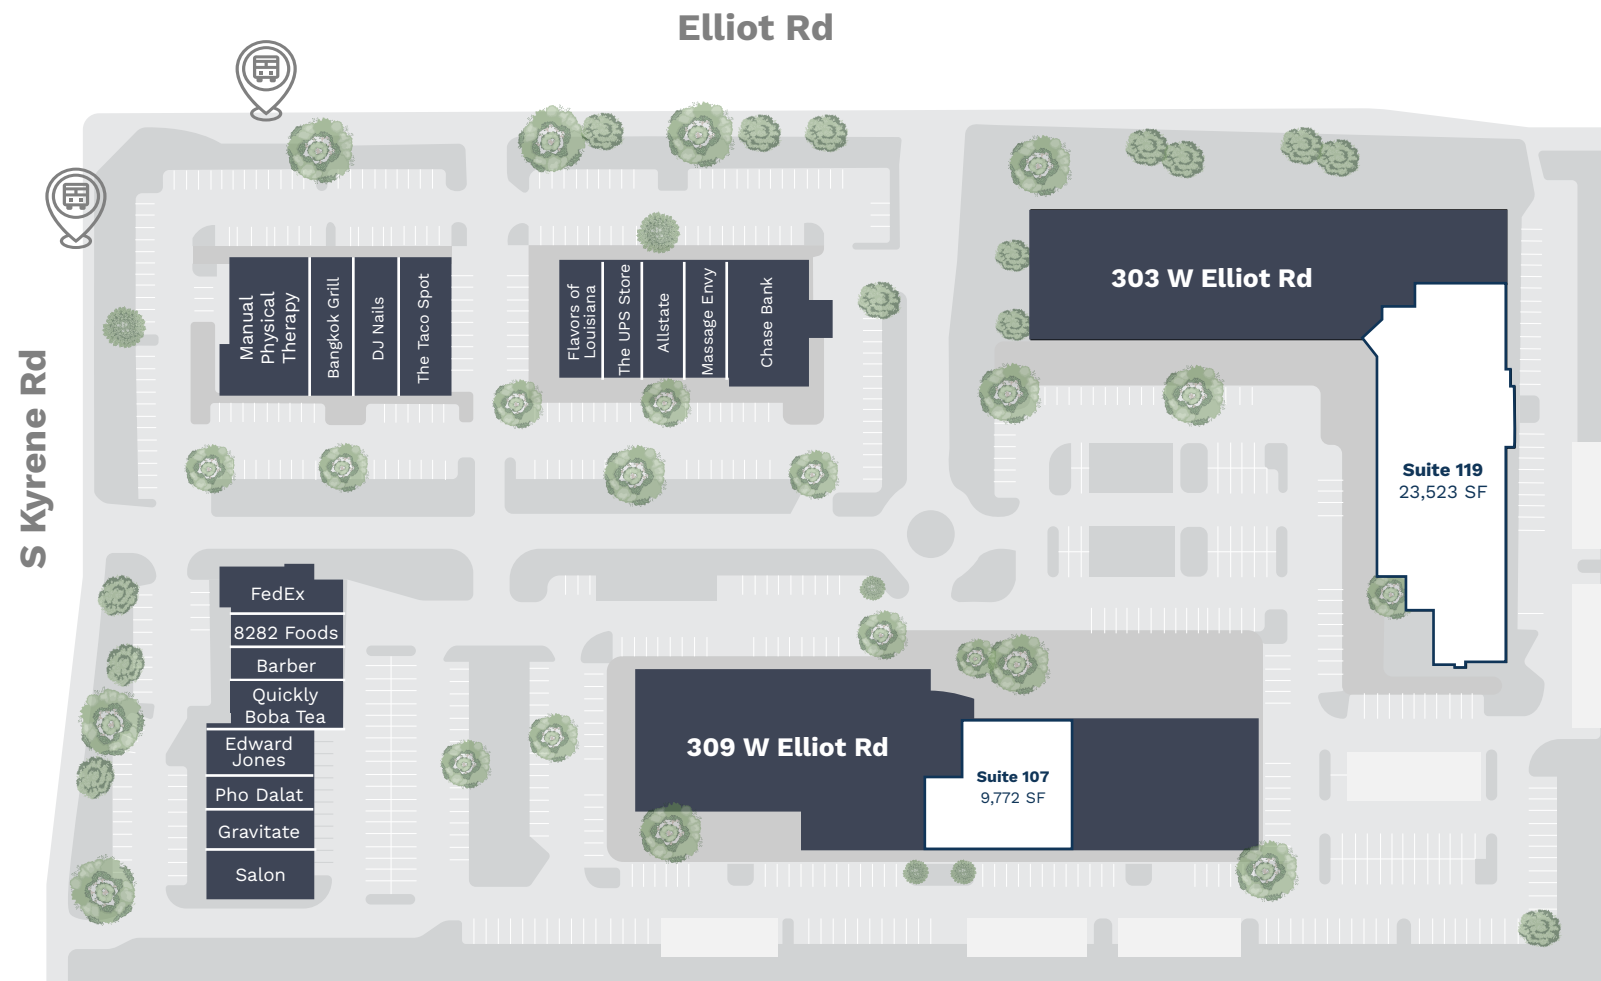 Elliot Rd
S Kyrene Rd
Manual
Physical
Therapy
Bangkok Grill
DJ Nails
The Taco Spot
Flavors of
Louisiana
The UPS Store
Allstate
Massage Envy
Chase Bank
303 W Elliot Rd
Suite 119
23,523 SF
FedEx
8282 Foods
Barber
Quickly
Boba Tea
Edward
Jones
Pho Dalat
Gravitate
Salon
309 W Elliot Rd
Suite 107
9,772 SF